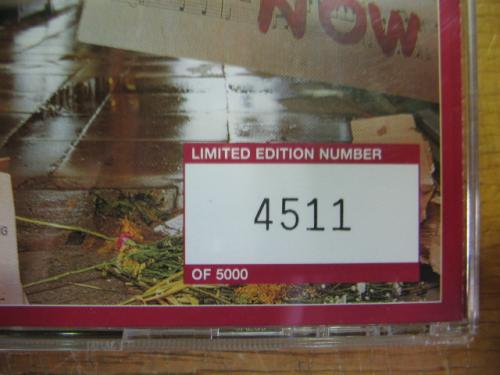 NOW
LIMITED EDITION NUMBER
4511
OF 5000